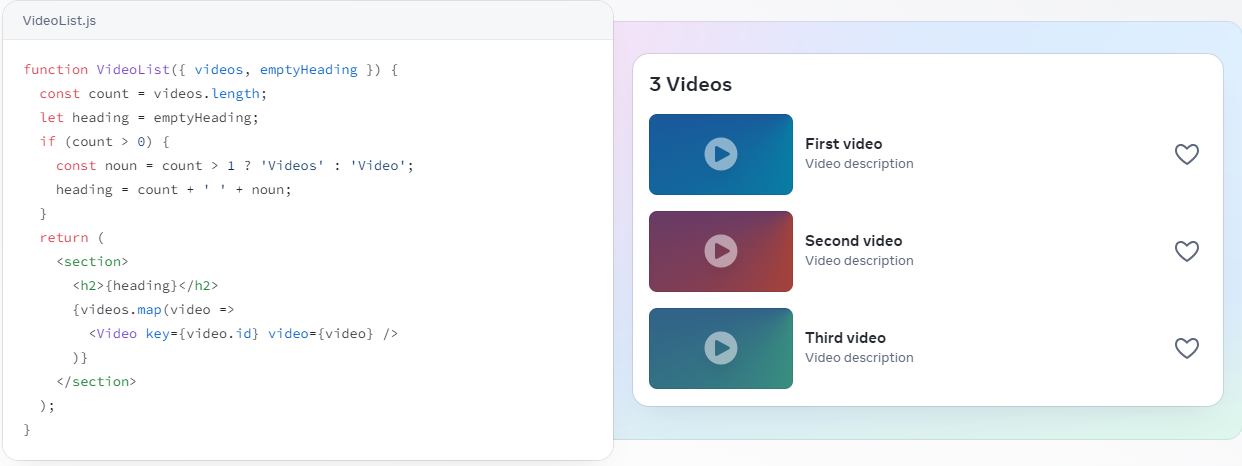 VideoList.js
function VideoList({ videos, emptyHeading }) {
  const count = videos.length;
  let heading = emptyHeading;
  if (count > 0) {
    const noun = count > 1 ? 'Videos' : 'Video';
    heading = count + ' ' + noun;
  }
  return (
    <section>
      <h2>{heading}</h2>
      {videos.map(video =>
        <Video key={video.id} video={video} />
      )}
    </section>
  );
}
3 Videos
First video
Video description
Second video
Video description
Third video
Video description